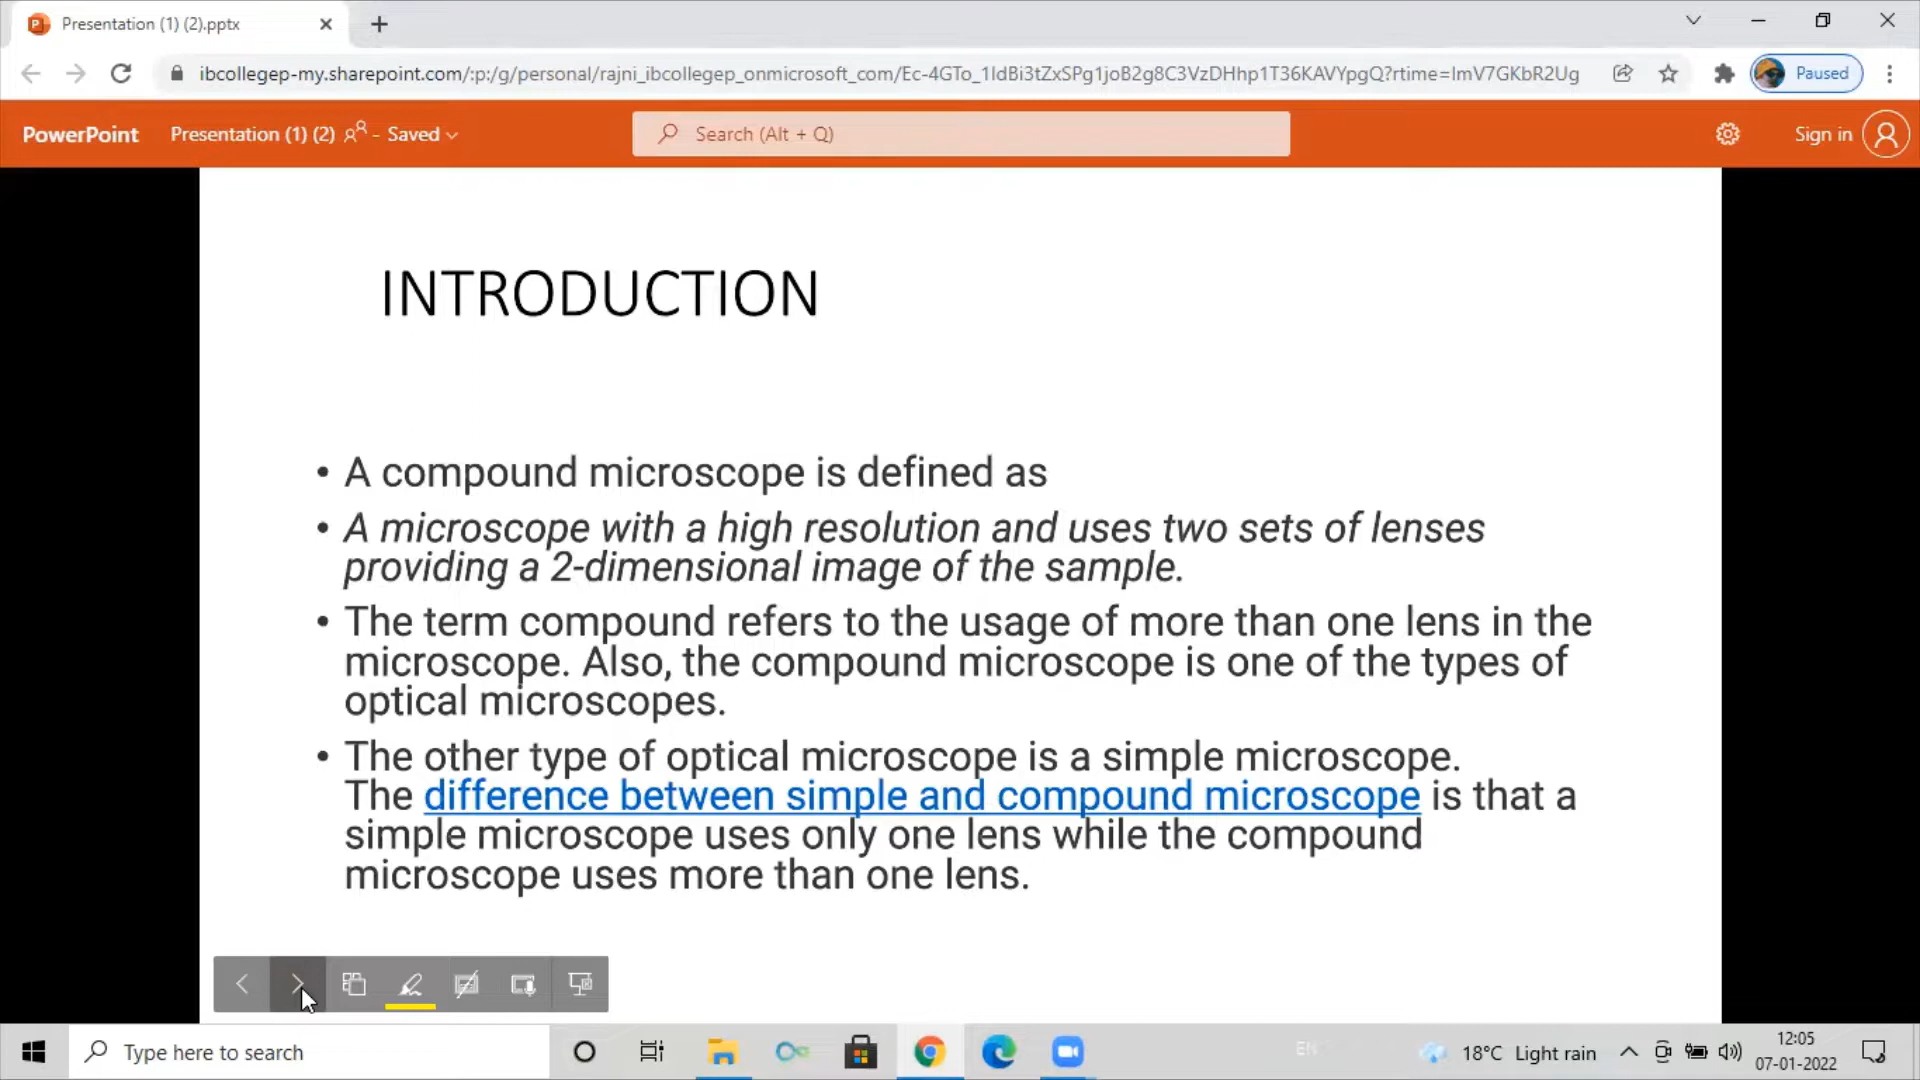 Presentation (1) (2).pptx
ibcollegep-my.sharepoint.com/:p:/g/personal/rajni_ibcollegep_onmicrosoft_com/Ec-4GTo_1IdBi3tZxSPg1joB2g8C3VzDHhp1T36KAVYpgQ?rtime=ImV7GKbR2Ug
Paused
PowerPoint Presentation (1) (2) - Saved
Search (Alt + Q)
Sign in
INTRODUCTION
• A compound microscope is defined as
• A microscope with a high resolution and uses two sets of lenses
providing a 2-dimensional image of the sample.
• The term compound refers to the usage of more than one lens in the
microscope. Also, the compound microscope is one of the types of
optical microscopes.
• The other type of optical microscope is a simple microscope.
The difference between simple and compound microscope is that a
simple microscope uses only one lens while the compound
microscope uses more than one lens.
Type here to search
EN
18°C Light rain
12:05
07-01-2022